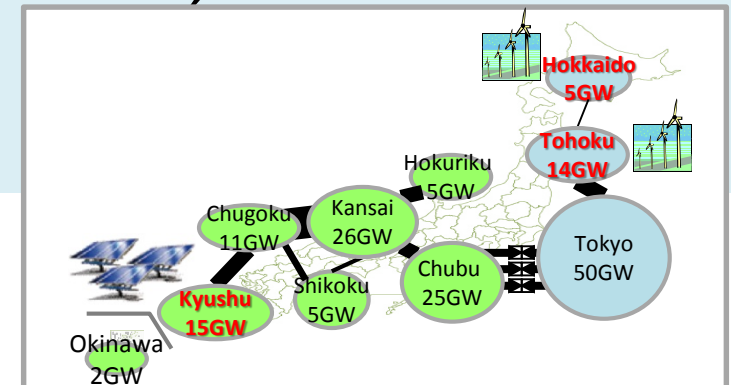 Hokkaido
5GW
Tohoku
14GW
Hokuriku
5GW
Kansai
26GW
Chugoku
11GW
Tokyo
50GW
Chubu
25GW
Shikoku
5GW
Kyushu
15GW
Okinawa
2GW